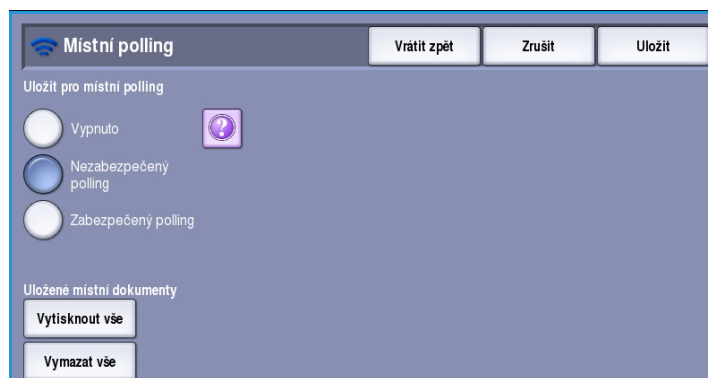 Místní polling
Vrátit zpět
Zrušit
Uložit
Uložit pro místní polling
Vypnuto
?
Nezabezpečený
polling
Zabezpečený polling
Uložené místní dokumenty
Vytisknout vše
Vymazat vše